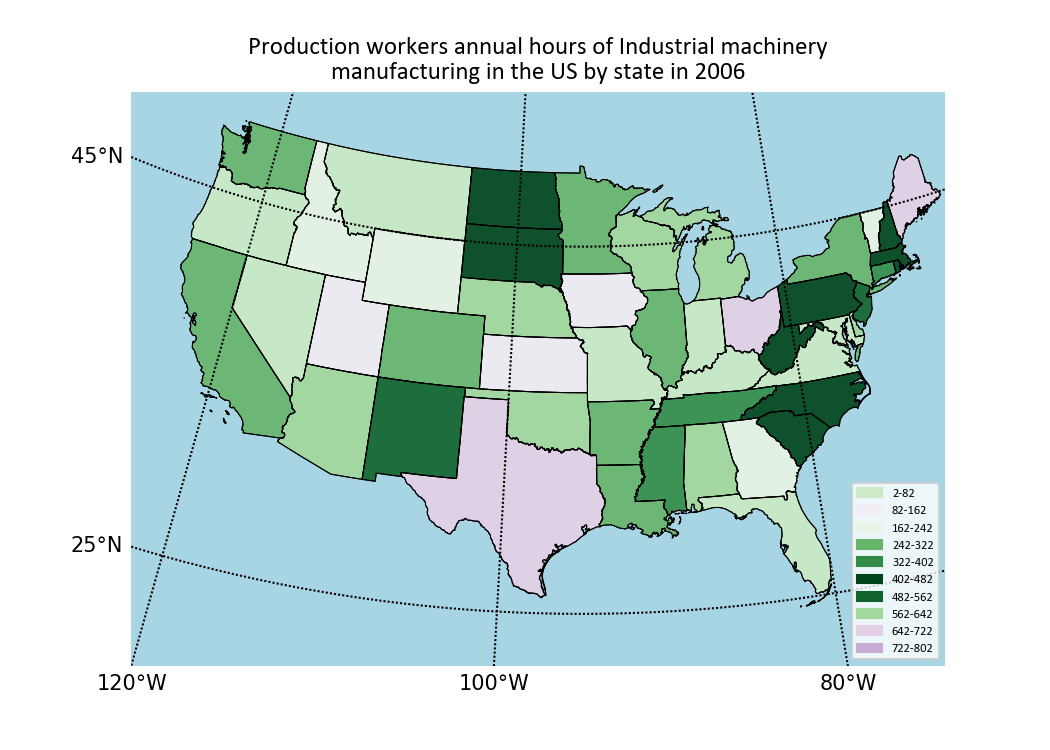 Production workers annual hours of Industrial machinery
manufacturing in the US by state in 2006
45°N
25°N
120°W
100°W
80°W
2-82
82-162
162-242
242-322
322-402
402-482
482-562
562-642
642-722
722-802